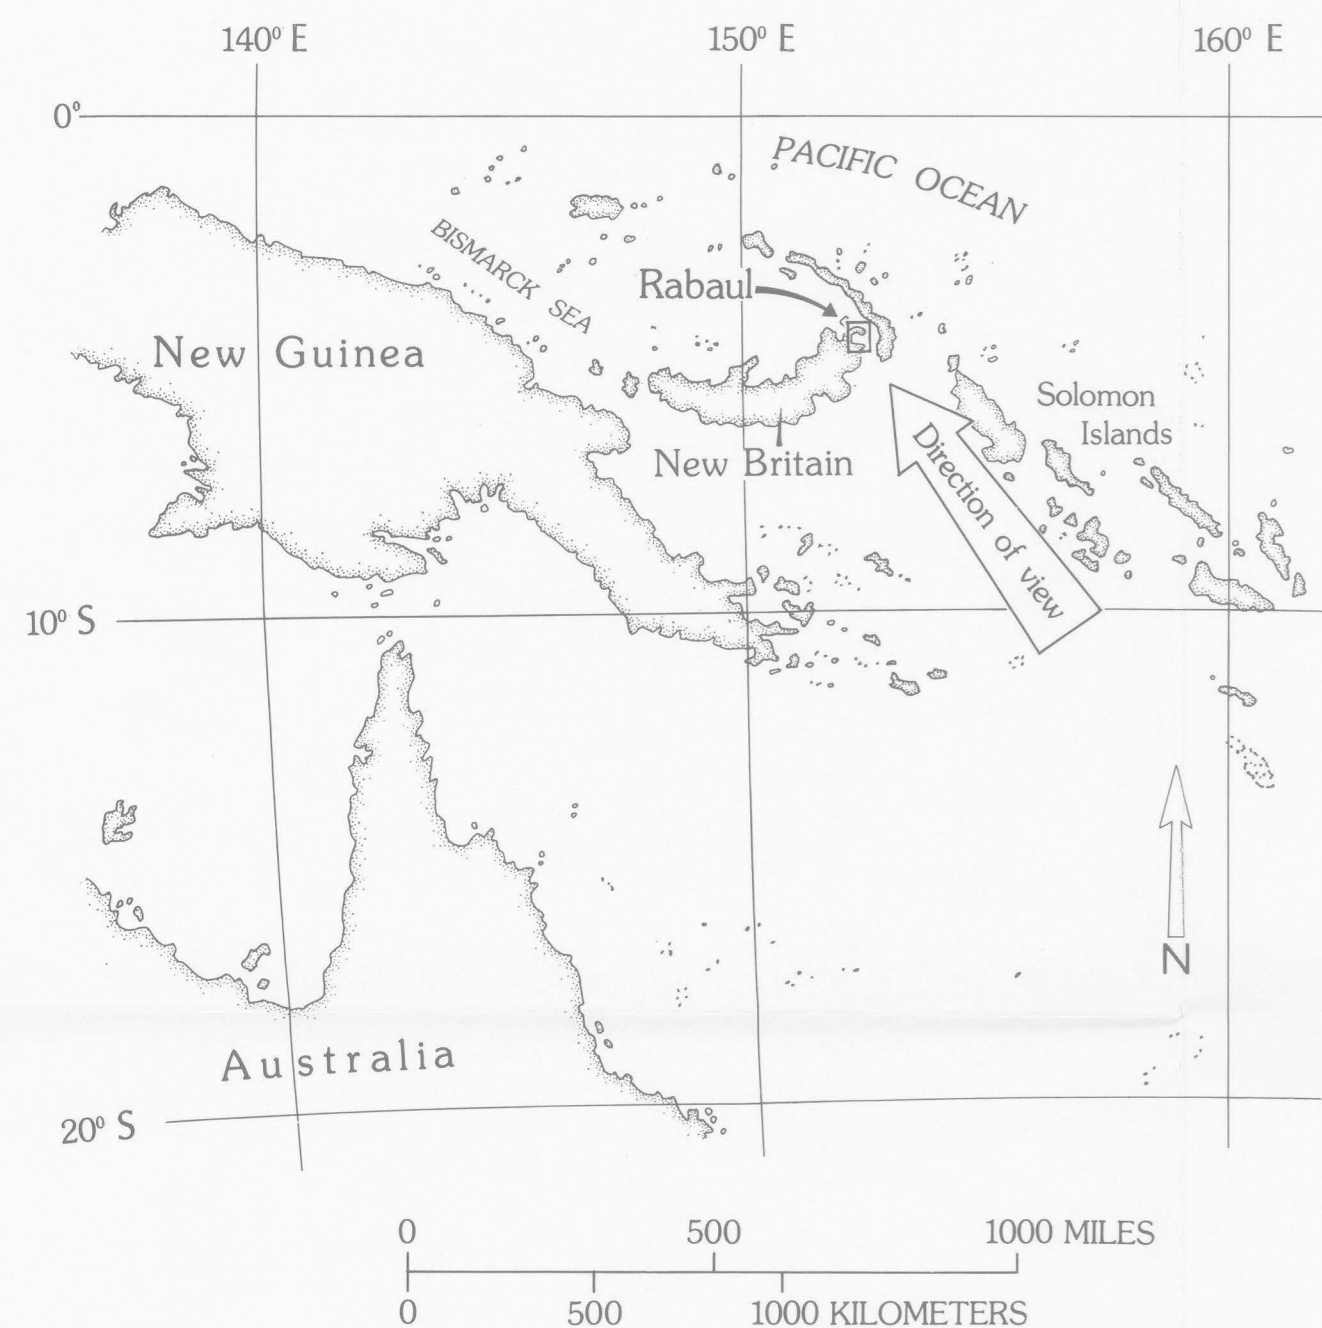 140° E
150° E
160° E
0°
PACIFIC OCEAN
BISMARCK SEA
Rabaul
New Guinea
Solomon
Islands
New Britain
Direction of view
10° S
N
Australia
20° S
0
500
1000 MILES
0
500
1000 KILOMETERS